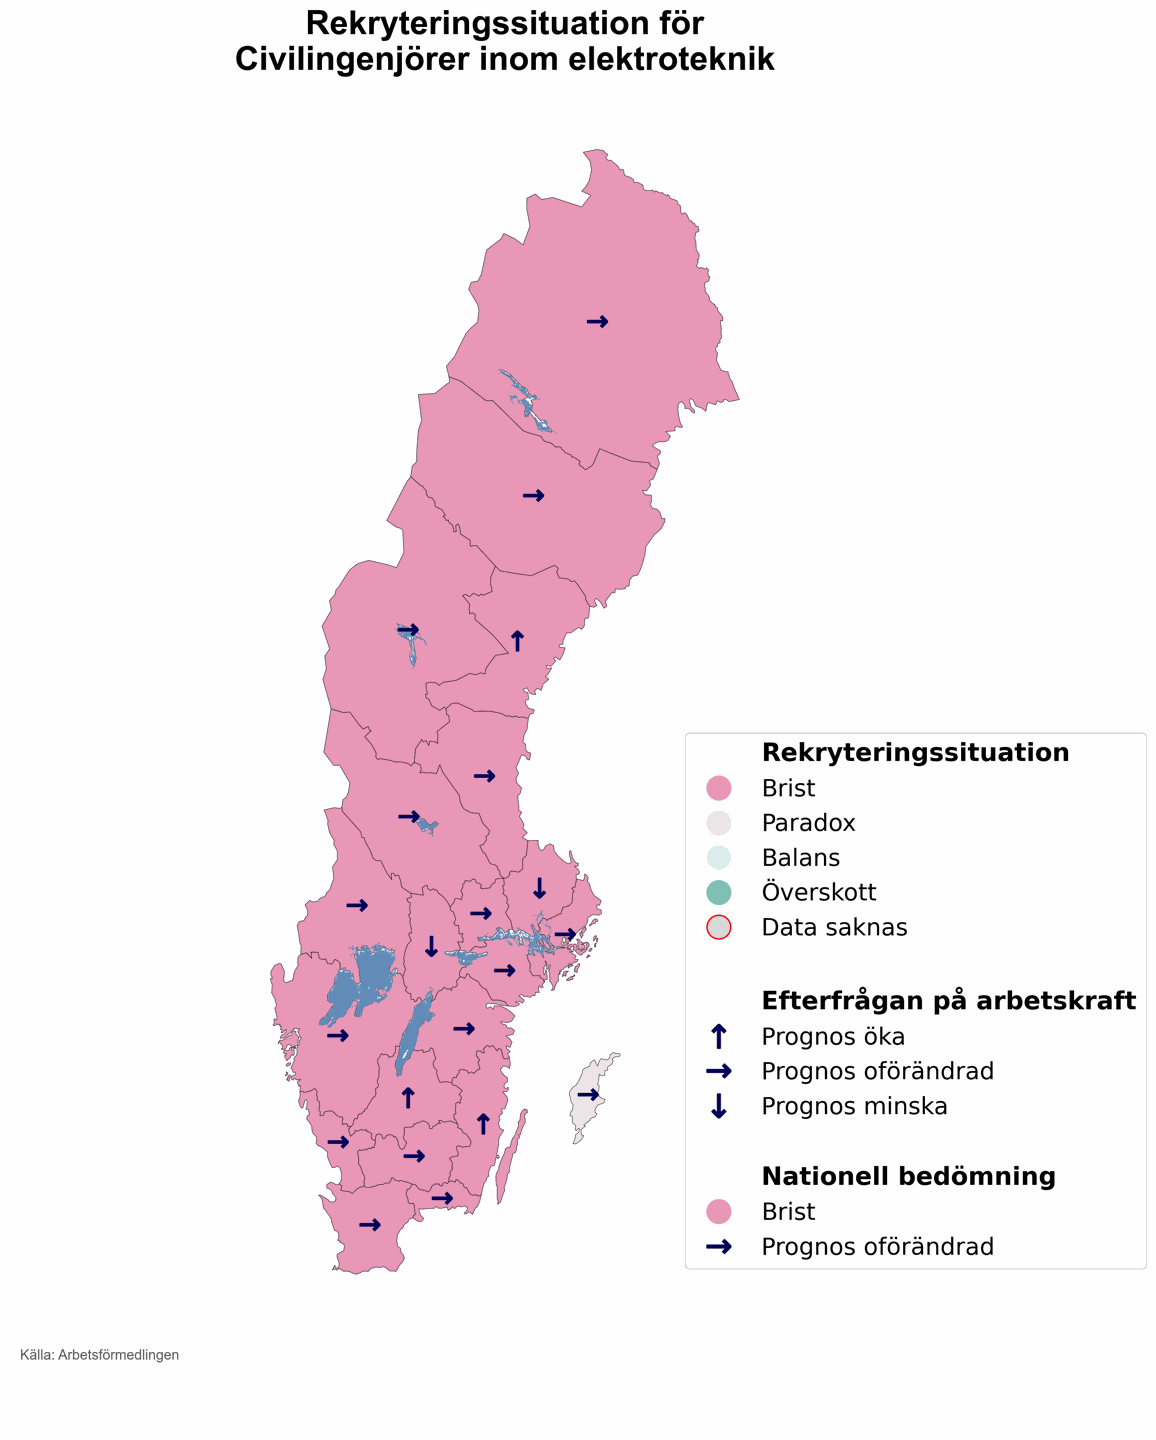 Rekryteringssituation för
Civilingenjörer inom elektroteknik
Rekryteringssituation
Brist
Paradox
Balans
Överskott
Data saknas
Efterfrågan på arbetskraft
Prognos öka
Prognos oförändrad
Prognos minska
Nationell bedömning
Brist
Prognos oförändrad
Källa: Arbetsförmedlingen